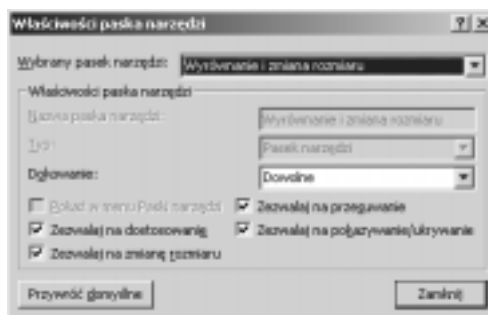 Właściwości paska narzędzi
Wybrany pasek narzędzi: Wyrównanie i zmiana rozmiaru
Właściwości paska narzędzi
Nazwa paska narzędzi: Wyrównanie i zmiana rozmiaru
Typ: Pasek narzędzi
Dokowanie: Dowolne
Pokaż w menu Paski narzędzi Zezwalaj na przesuwanie
Zezwalaj na dostosowanie Zezwalaj na pokazywanie/ukrywanie
Zezwalaj na zmianę rozmiaru
Przywróć domyślne Zamknij